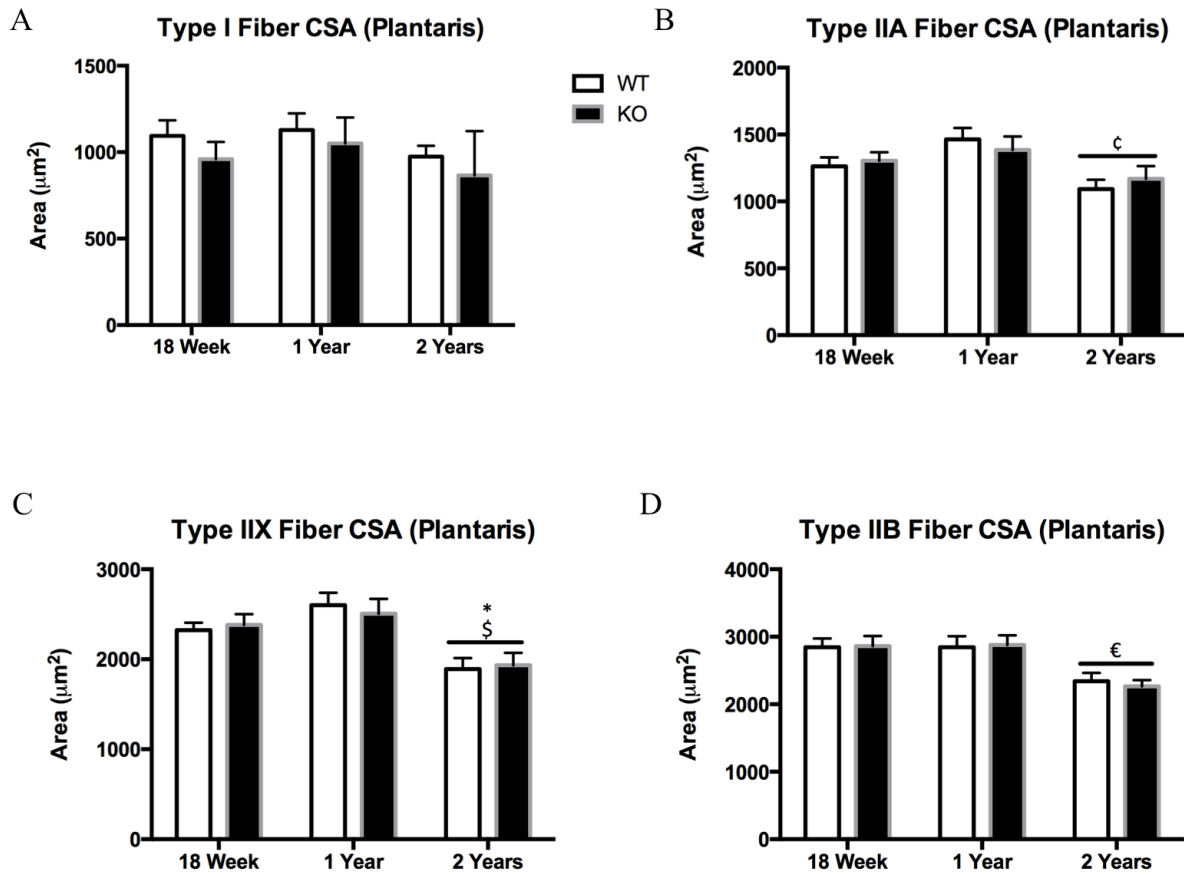 A
Type I Fiber CSA (Plantaris)
Area (μm²)
1500
1000
500
0
18 Week
1 Year
2 Years
WT
KO
B
Type IIA Fiber CSA (Plantaris)
Area (μm²)
2000
1500
1000
500
0
¢
18 Week
1 Year
2 Years
C
Type IIX Fiber CSA (Plantaris)
Area (μm²)
3000
2000
1000
0
*
$
18 Week
1 Year
2 Years
D
Type IIB Fiber CSA (Plantaris)
Area (μm²)
4000
3000
2000
1000
0
€
18 Week
1 Year
2 Years